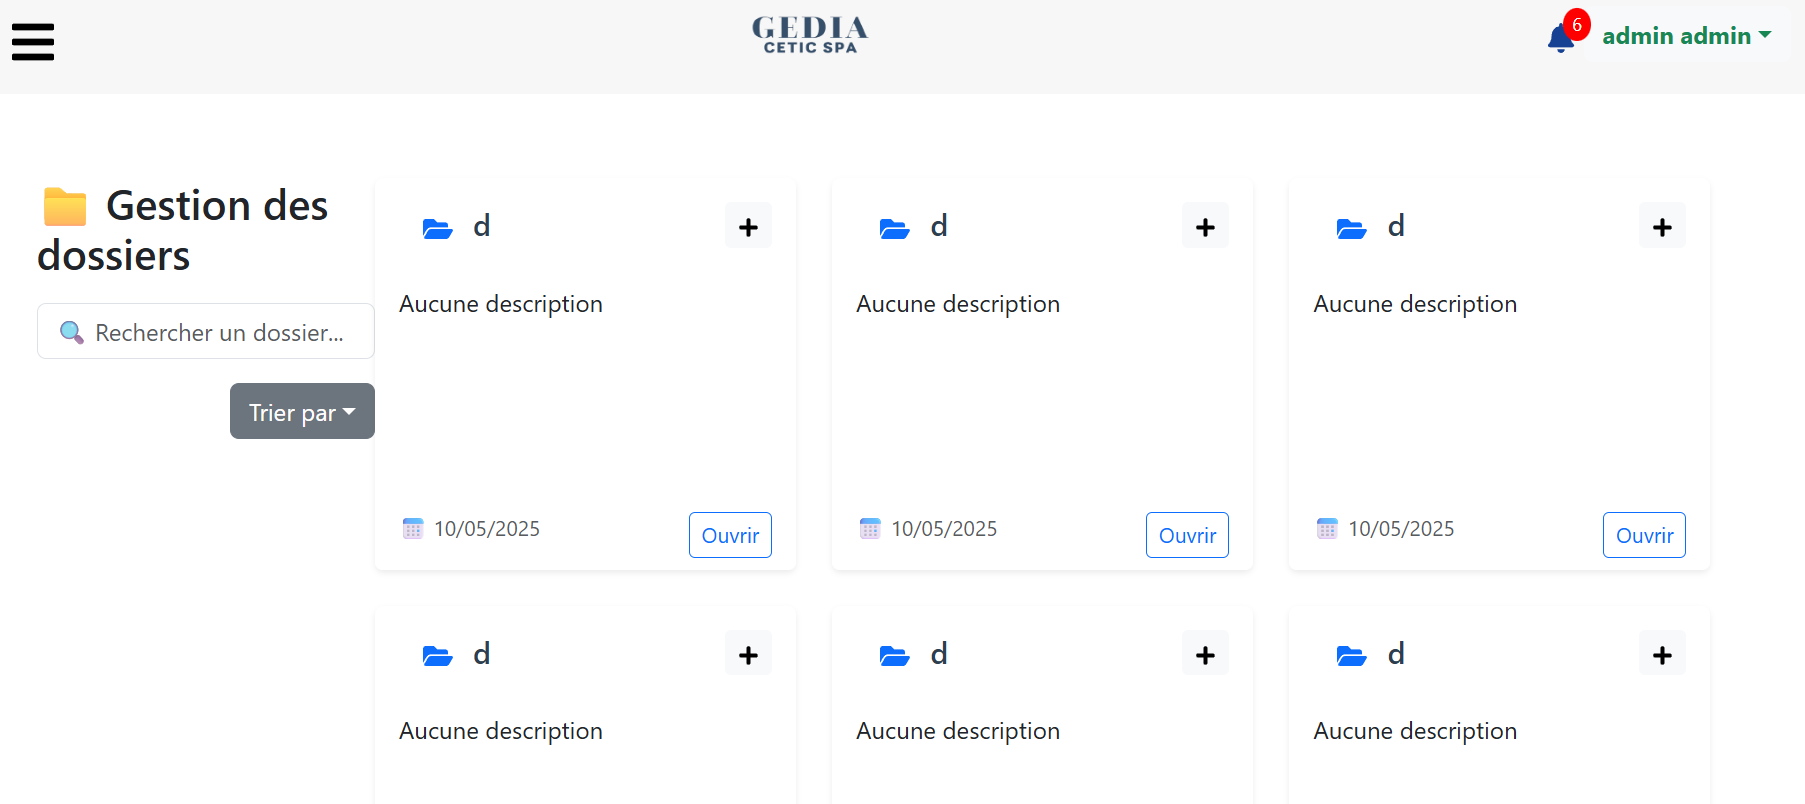 GEDIA
CETIC SPA
6
admin admin
Gestion des
dossiers
Rechercher un dossier...
Trier par
d
Aucune description
10/05/2025
Ouvrir
d
Aucune description
10/05/2025
Ouvrir
d
Aucune description
10/05/2025
Ouvrir
d
Aucune description
d
Aucune description
d
Aucune description